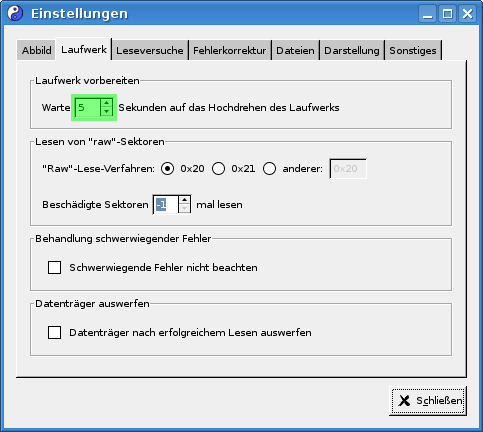 Einstellungen
Abbild Laufwerk Leseversuche Fehlerkorrektur Dateien Darstellung Sonstiges
Laufwerk vorbereiten
Warte 5 Sekunden auf das Hochdrehen des Laufwerks
Lesen von "raw"-Sektoren
"Raw"-Lese-Verfahren: 0x20 0x21 anderer: 0x20
Beschädigte Sektoren -1 mal lesen
Behandlung schwerwiegender Fehler
Schwerwiegende Fehler nicht beachten
Datenträger auswerfen
Datenträger nach erfolgreichem Lesen auswerfen
Schließen